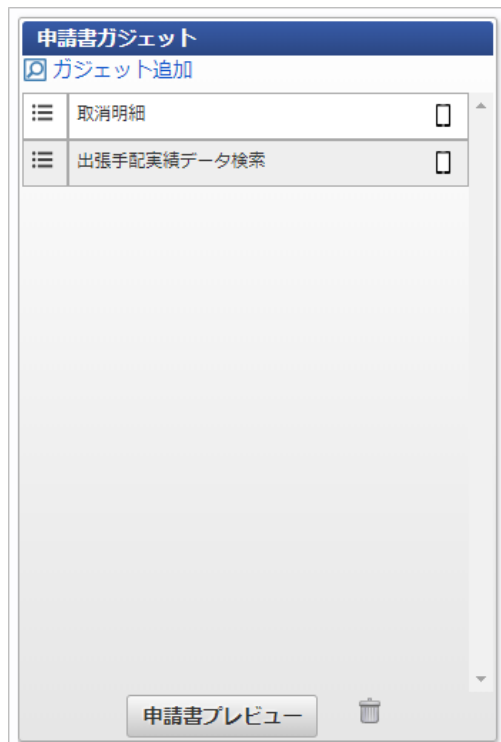 申請書ガジェット
ガジェット追加
取消明細
出張手配実績データ検索
申請書プレビュー